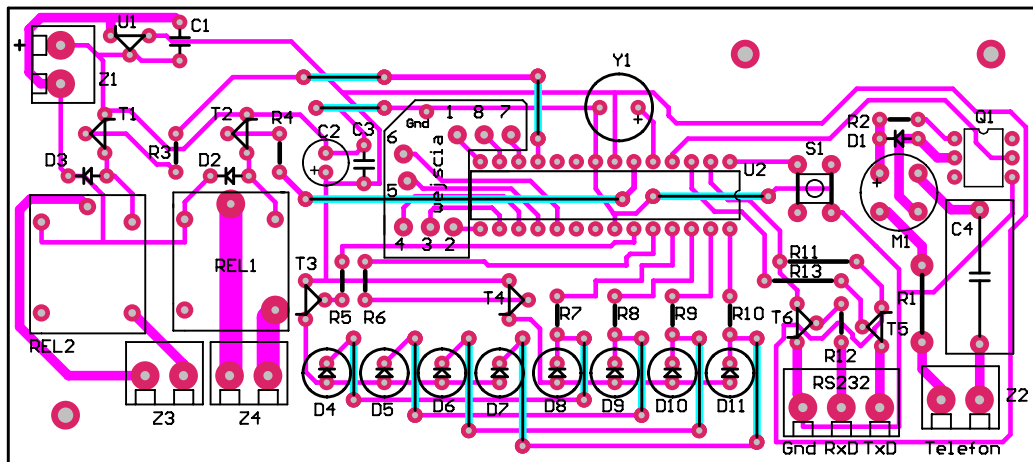 U1
C1
+
Z1
Y1
T1
T2
R4
C2
C3
6
Gnd
1
8
7
+
R2
Q1
D1
D3
R3
D2
+
5
wejscia
U2
S1
+
M1
C4
4
3
2
REL1
R11
T3
R13
R1
T4
R5
R6
R7
R8
R9
R10
T6
T5
REL2
R12
RS232
D4
D5
D6
D7
D8
D9
D10
D11
Z3
Z4
Z2
Gnd
RxD
TxD
Telefon